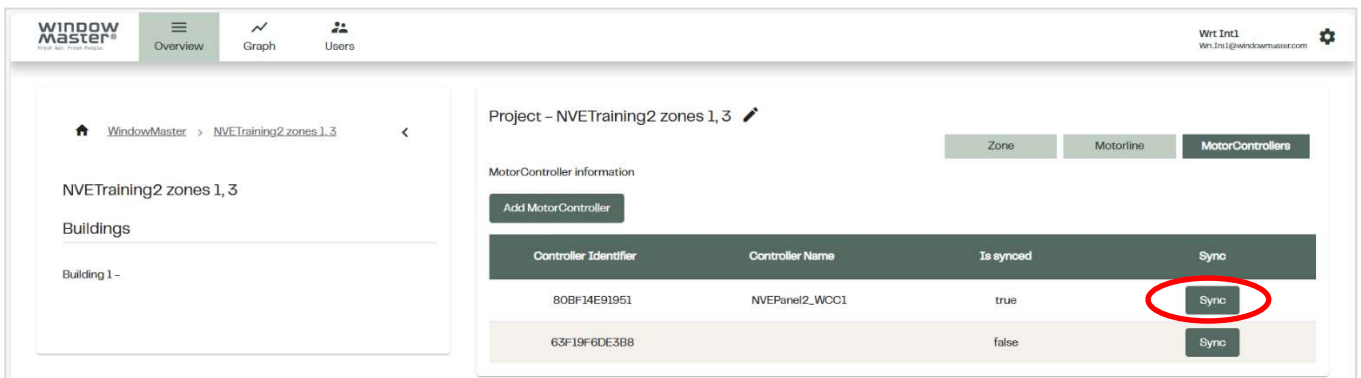 WINDOW
Master®
Fresh Air. Fresh People.
Overview
Graph
Users
Wrt Int1
Wrt.Int1@windowmaster.com
WindowMaster > NVETraining2 zones 1, 3
NVETraining2 zones 1, 3
Buildings
Building 1 -
Project - NVETraining2 zones 1, 3
Zone
Motorline
MotorControllers
MotorController information
Add MotorController
Controller Identifier Controller Name Is synced Sync
80BF14E91951 NVEPanel2_WCC1 true Sync
63F19F6DE3B8 false Sync